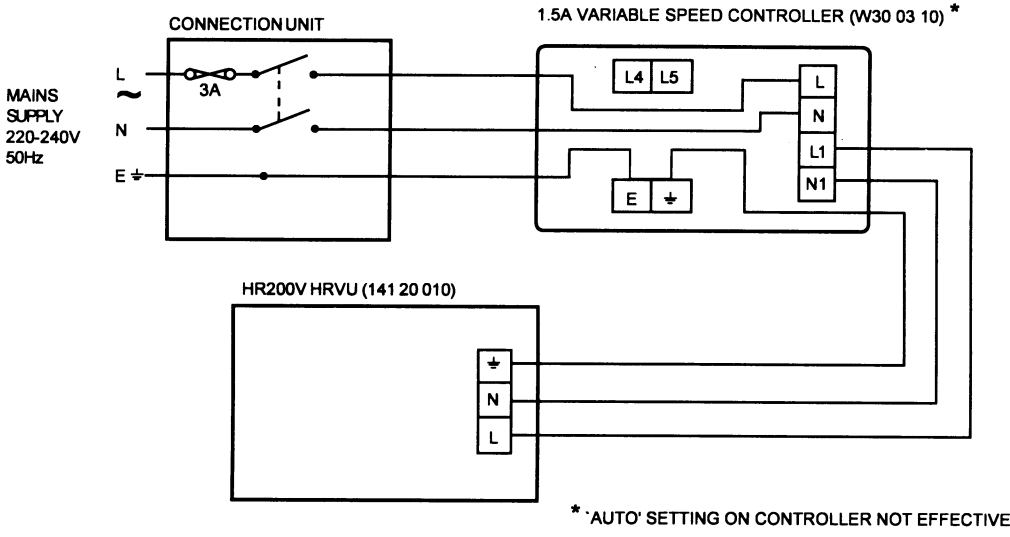 1.5A VARIABLE SPEED CONTROLLER (W30 03 10) *
CONNECTION UNIT
L
3A
MAINS
SUPPLY
220-240V
50Hz
~
N
E ⏚
L4 L5
L
N
L1
N1
E ⏚
HR200V HRVU (141 20 010)
⏚
N
L
* `AUTO' SETTING ON CONTROLLER NOT EFFECTIVE